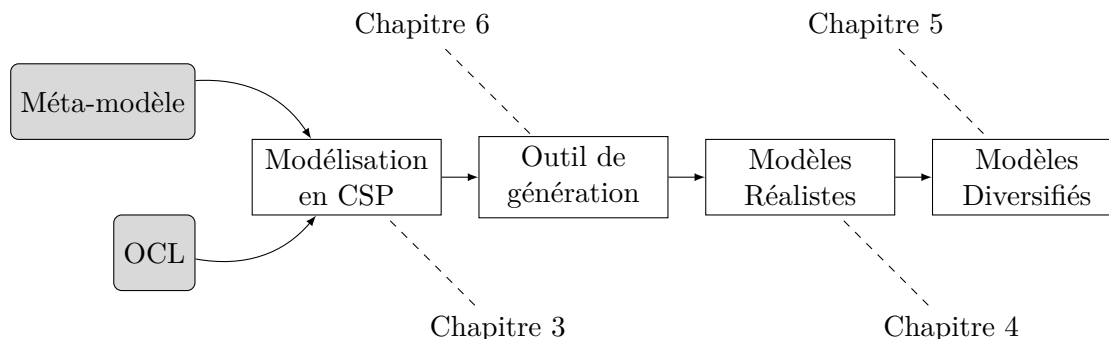 Chapitre 6
Chapitre 5
Méta-modèle
Modélisation
en CSP
Outil de
génération
Modèles
Réalistes
Modèles
Diversifiés
OCL
Chapitre 3
Chapitre 4